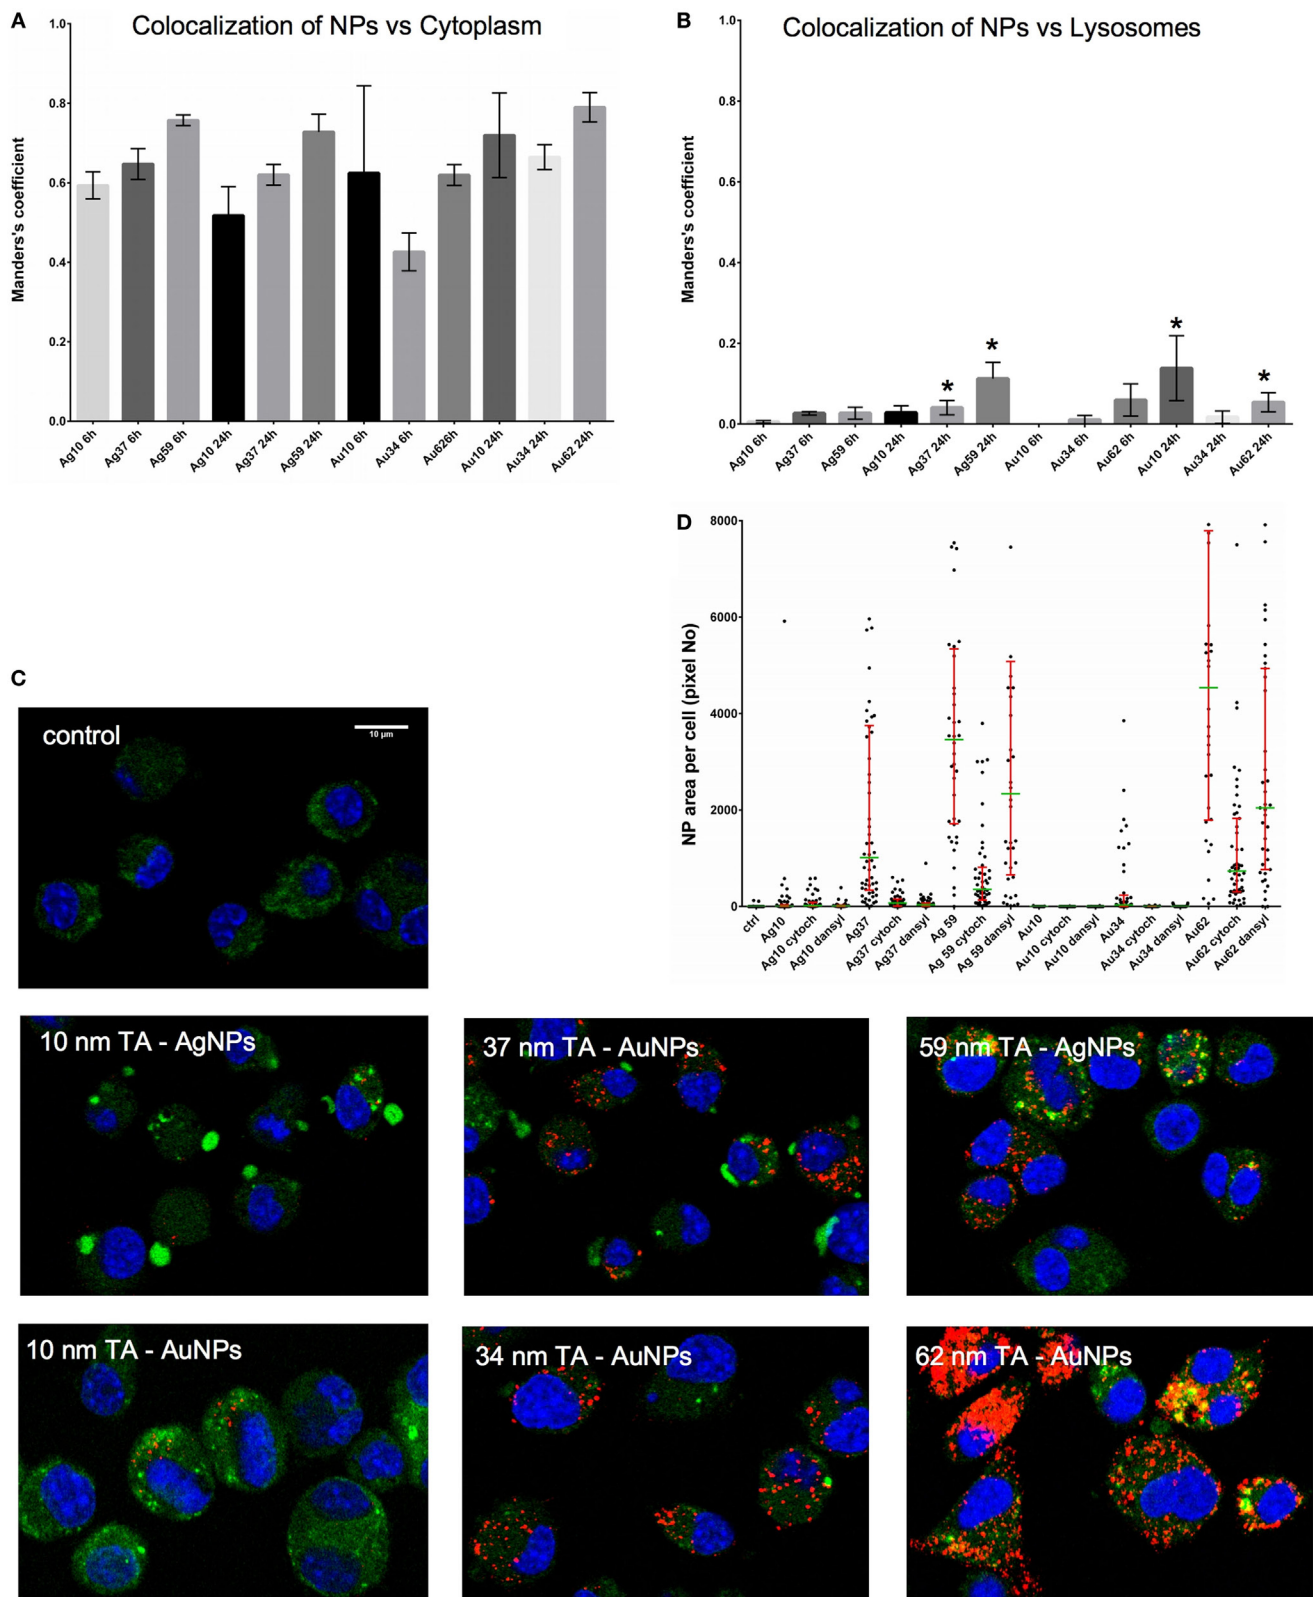 A
Colocalization of NPs vs Cytoplasm
Manders's coefficient
1.0
0.8
0.6
0.4
0.2
0.0
Ag10 6h
Ag37 6h
Ag59 6h
Ag10 24h
Ag37 24h
Ag59 24h
Au10 6h
Au34 6h
Au626h
Au10 24h
Au34 24h
Au62 24h
B
Colocalization of NPs vs Lysosomes
Manders's coefficient
1.0
0.8
0.6
0.4
0.2
0.0
*
*
*
*
Ag10 6h
Ag37 6h
Ag59 6h
Ag10 24h
Ag37 24h
Ag59 24h
Au10 6h
Au34 6h
Au62 6h
Au10 24h
Au34 24h
Au62 24h
D
NP area per cell (pixel No)
8000
6000
4000
2000
0
ctrl
Ag10
Ag10 cytoch
Ag10 dansyl
Ag37
Ag37 cytoch
Ag37 dansyl
Ag 59
Ag 59 cytoch
Ag 59 dansyl
Au10
Au10 cytoch
Au10 dansyl
Au34
Au34 cytoch
Au34 dansyl
Au62
Au62 cytoch
Au62 dansyl
C
control
10 µm
10 nm TA - AgNPs
37 nm TA - AuNPs
59 nm TA - AgNPs
10 nm TA - AuNPs
34 nm TA - AuNPs
62 nm TA - AuNPs